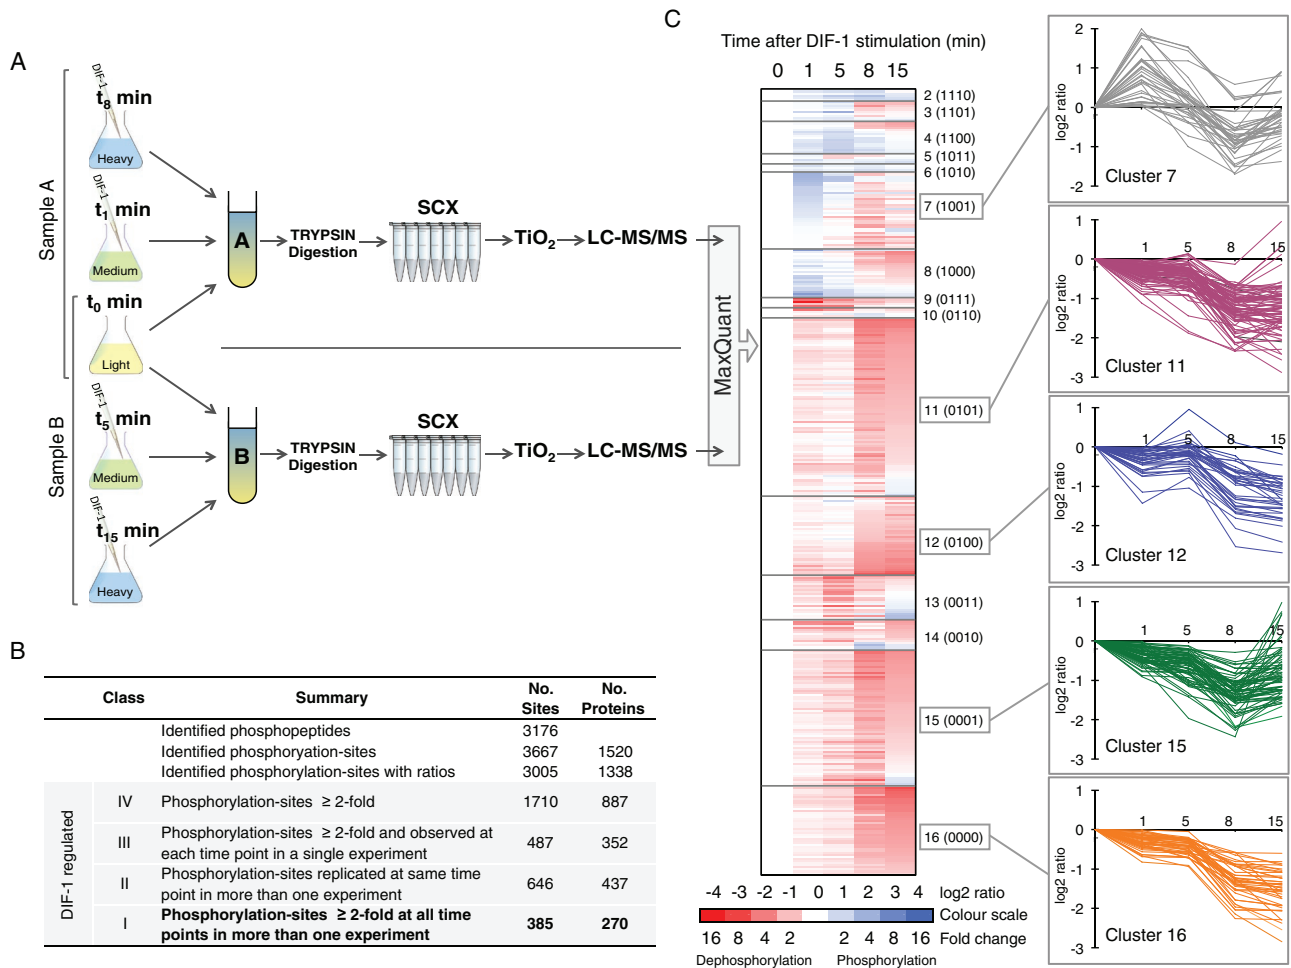 A
Sample A
Sample B
DIF-1
t8 min
Heavy
DIF-1
t1 min
Medium
t0 min
Light
DIF-1
t5 min
Medium
DIF-1
t15 min
Heavy
A
TRYPSIN
Digestion
SCX
TiO2
LC-MS/MS
B
TRYPSIN
Digestion
SCX
TiO2
LC-MS/MS
MaxQuant
B
Class Summary No. Sites No. Proteins
Identified phosphopeptides 3176
Identified phosphoryation-sites 3667 1520
Identified phosphorylation-sites with ratios 3005 1338
DIF-1 regulated
IV Phosphorylation-sites ≥ 2-fold 1710 887
III Phosphorylation-sites ≥ 2-fold and observed at
each time point in a single experiment 487 352
II Phosphorylation-sites replicated at same time
point in more than one experiment 646 437
I Phosphorylation-sites ≥ 2-fold at all time
points in more than one experiment 385 270
C
Time after DIF-1 stimulation (min)
0 1 5 8 15
2 (1110)
3 (1101)
4 (1100)
5 (1011)
6 (1010)
7 (1001)
8 (1000)
9 (0111)
10 (0110)
11 (0101)
12 (0100)
13 (0011)
14 (0010)
15 (0001)
16 (0000)
-4 -3 -2 -1 0 2 3 4 log2 ratio
Colour scale
16 8 4 2 2 4 8 16 Fold change
Dephosphorylation Phosphorylation
2
1
0
-1
-2
log2 ratio
Cluster 7
1
0
-1
-2
-3
log2 ratio
1 5 8 15
Cluster 11
1
0
-1
-2
-3
log2 ratio
1 5 8 15
Cluster 12
1
0
-1
-2
-3
log2 ratio
1 5 8 15
Cluster 15
1
0
-1
-2
-3
log2 ratio
1 5 8 15
Cluster 16